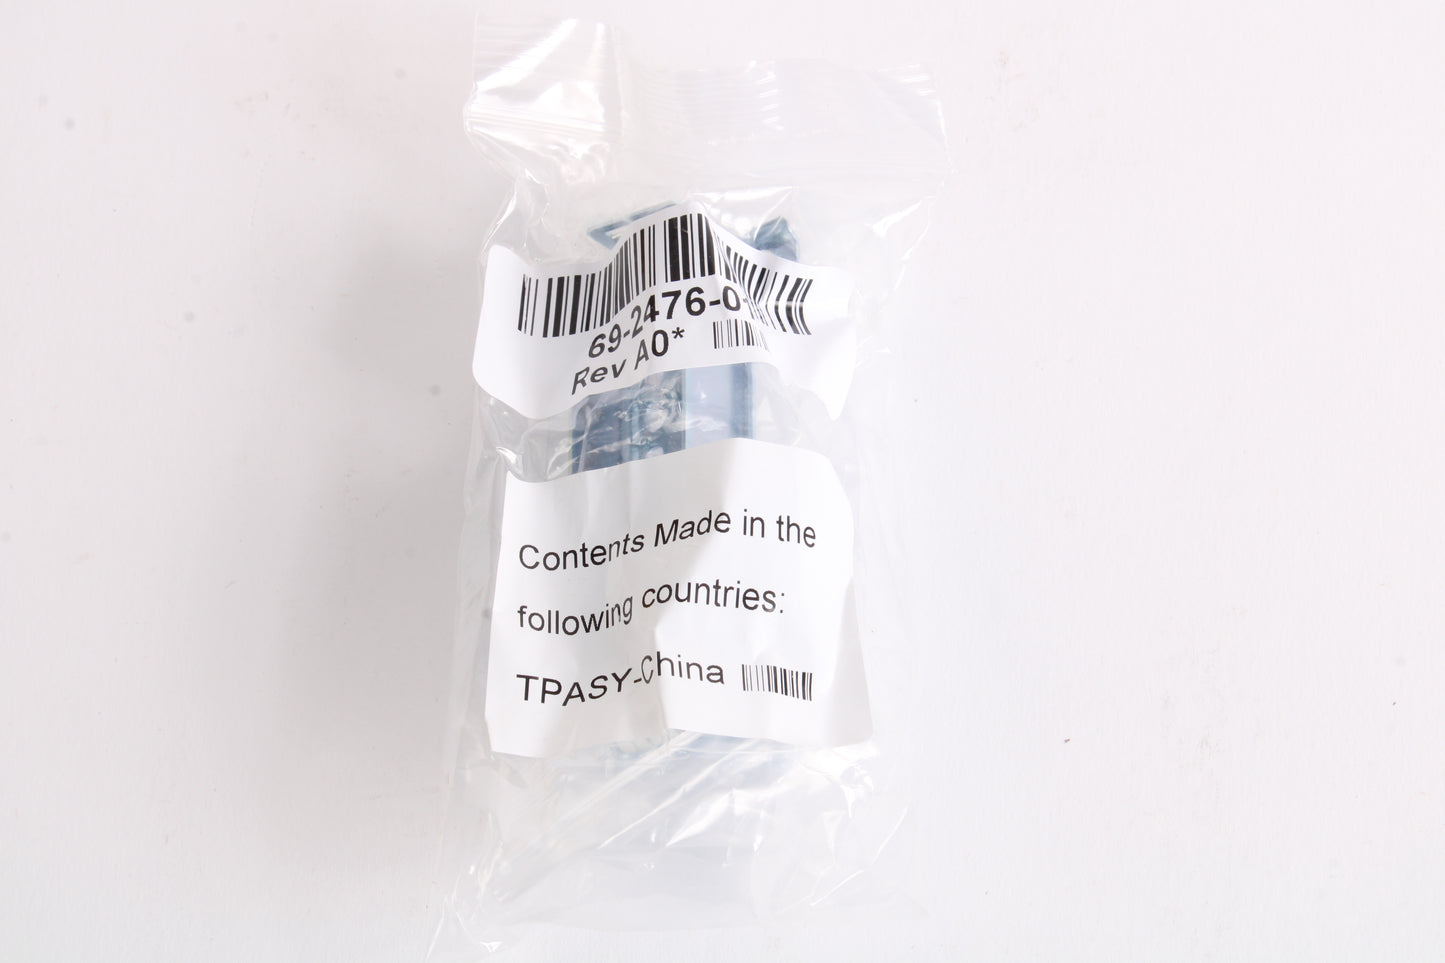 69-2476-0
Rev A0*
Contents Made in the
following countries:
TPASY-China